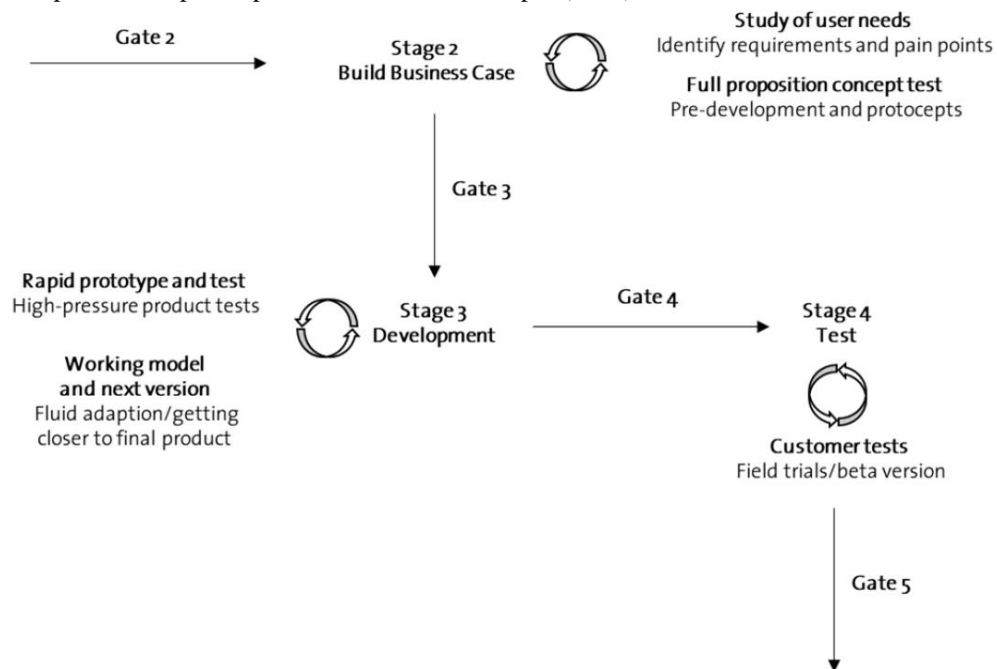 Gate 2
Stage 2
Build Business Case
Study of user needs
Identify requirements and pain points
Full proposition concept test
Pre-development and protocepts
Gate 3
Rapid prototype and test
High-pressure product tests
Working model
and next version
Fluid adaption/getting
closer to final product
Stage 3
Development
Gate 4
Stage 4
Test
Customer tests
Field trials/beta version
Gate 5